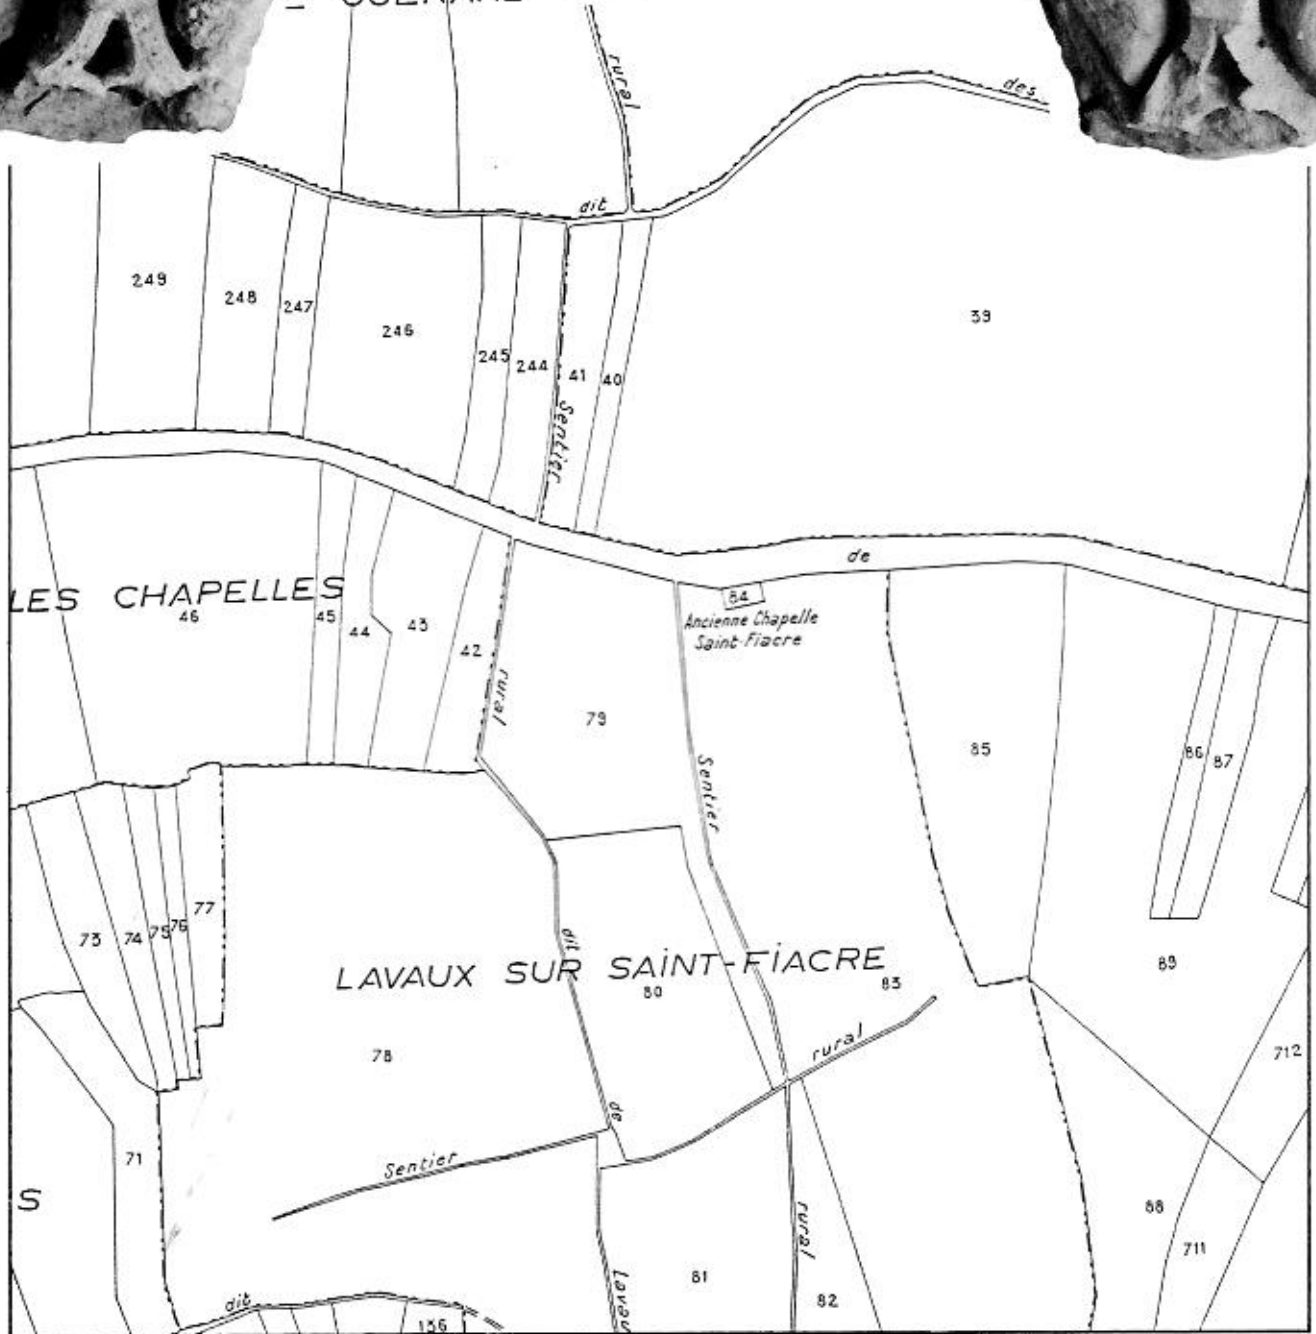 rural
des
dit
249
248
247
246
245
244
41
40
39
Sentier
de
LES CHAPELLES
46
45
44
43
42
rural
84
Ancienne Chapelle
Saint-Fiacre
79
Sentier
85
86
87
73
74
75
76
77
dit
LAVAUX SUR SAINT-FIACRE
80
83
89
78
rural
712
de
71
Sentier
S
88
rural
711
81
82
dit
136